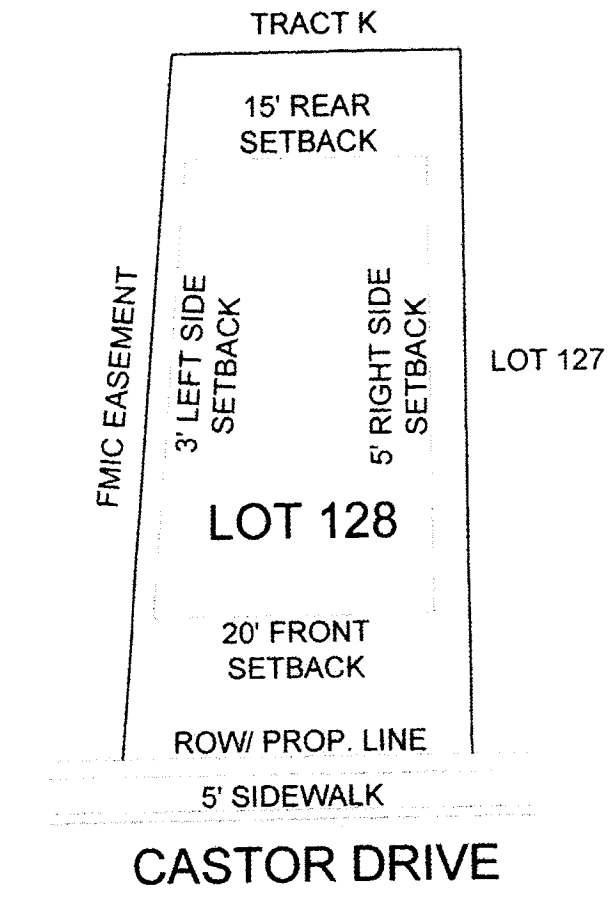 TRACT K
15' REAR
SETBACK
FMIC EASEMENT
3' LEFT SIDE
SETBACK
5' RIGHT SIDE
SETBACK
LOT 127
LOT 128
20' FRONT
SETBACK
ROW/ PROP. LINE
5' SIDEWALK
CASTOR DRIVE